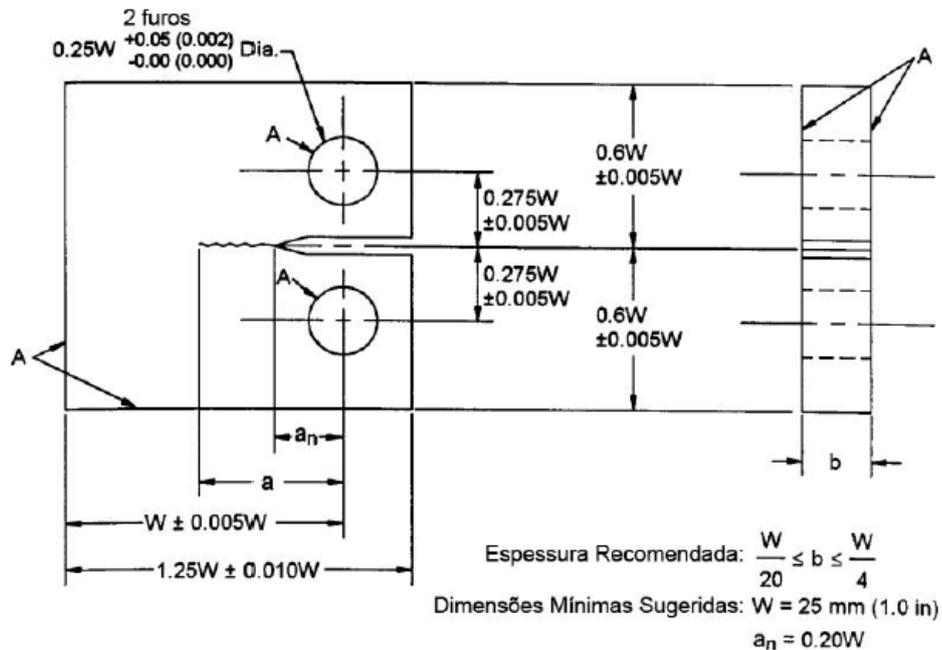 2 furos
0.25W +0.05 (0.002) Dia.
-0.00 (0.000)
A
A
0.6W
±0.005W
0.275W
±0.005W
A
0.275W
±0.005W
0.6W
±0.005W
A
an
a
b
W ± 0.005W
1.25W ± 0.010W
Espessura Recomendada: W/20 ≤ b ≤ W/4
Dimensões Mínimas Sugeridas: W = 25 mm (1.0 in)
an = 0.20W